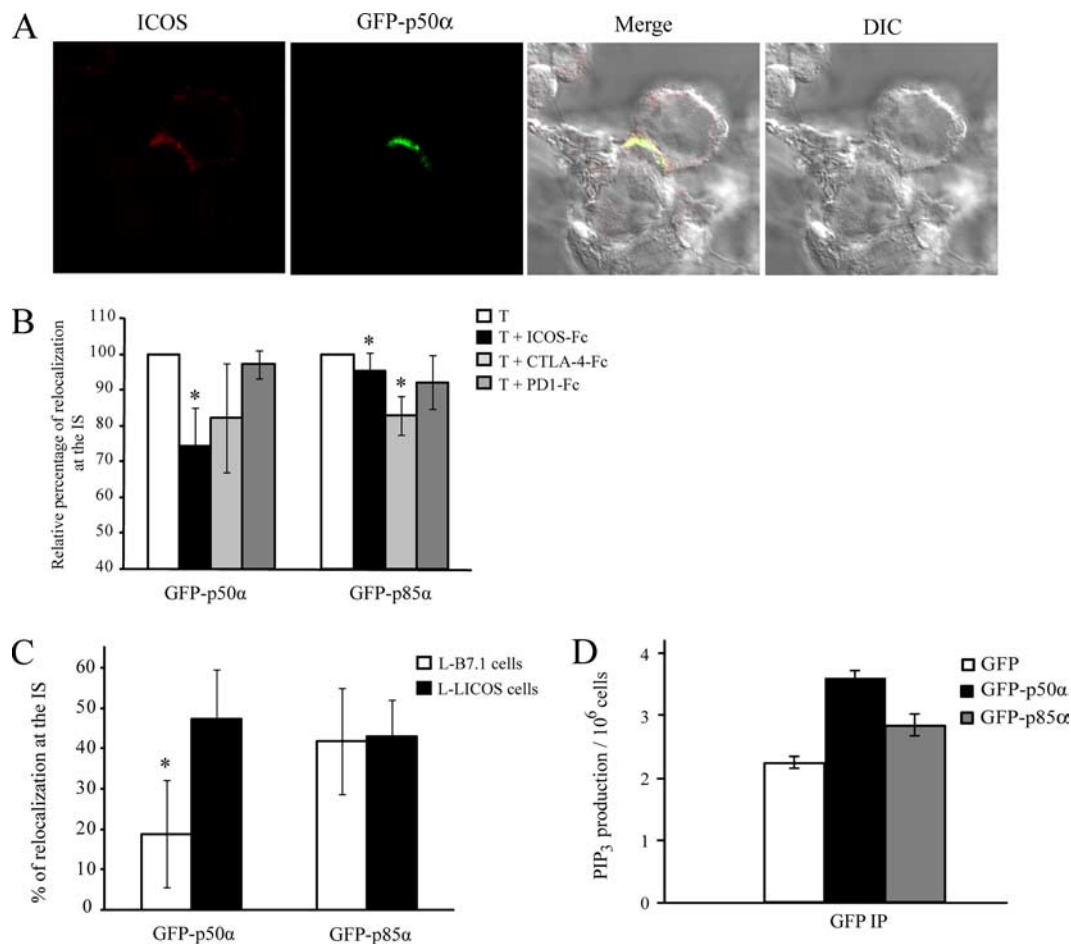 A
ICOS
GFP-p50α
Merge
DIC
B
Relative percentage of relocalization
at the IS
110
100
90
80
70
60
50
40
*
*
*
GFP-p50α
GFP-p85α
T
T + ICOS-Fc
T + CTLA-4-Fc
T + PD1-Fc
C
% of relocalization at the IS
60
50
40
30
20
10
0
*
GFP-p50α
GFP-p85α
L-B7.1 cells
L-LICOS cells
D
PIP3 production / 10^6 cells
4
3
2
1
0
GFP IP
GFP
GFP-p50α
GFP-p85α